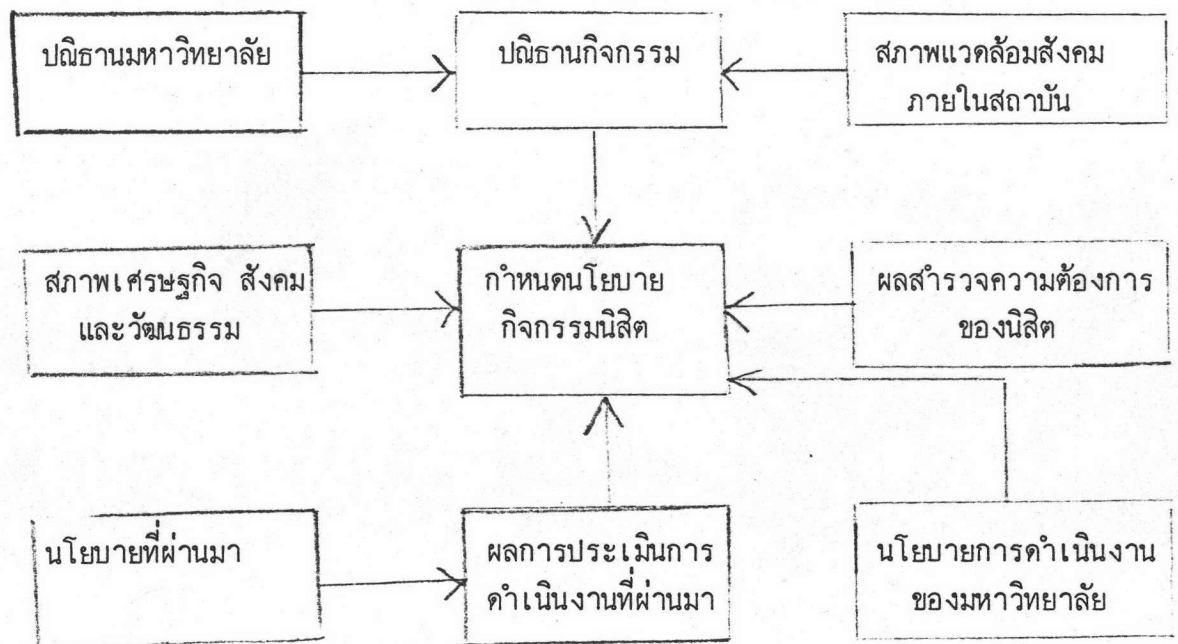 ปณิธานมหาวิทยาลัย
ปณิธานกิจกรรม
สภาพแวดล้อมสังคม
ภายในสถาบัน
สภาพเศรษฐกิจ สังคม
และวัฒนธรรม
กำหนดนโยบาย
กิจกรรมนิสิต
ผลสำรวจความต้องการ
ของนิสิต
นโยบายที่ผ่านมา
ผลการประเมินการ
ดำเนินงานที่ผ่านมา
นโยบายการดำเนินงาน
ของมหาวิทยาลัย